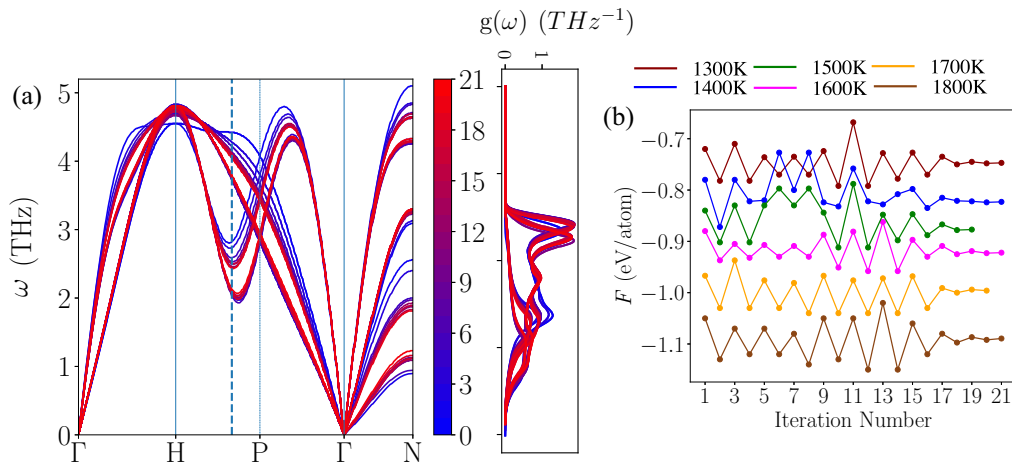 g(ω) (THz⁻¹)
0
1
1300K
1500K
1700K
1400K
1600K
1800K
(a)
5
4
3
2
1
0
ω (THz)
Γ
H
P
Γ
N
21
18
15
12
9
6
3
0
(b)
−0.7
−0.8
−0.9
−1.0
−1.1
F (eV/atom)
1 3 5 7 9 11 13 15 17 19 21
Iteration Number